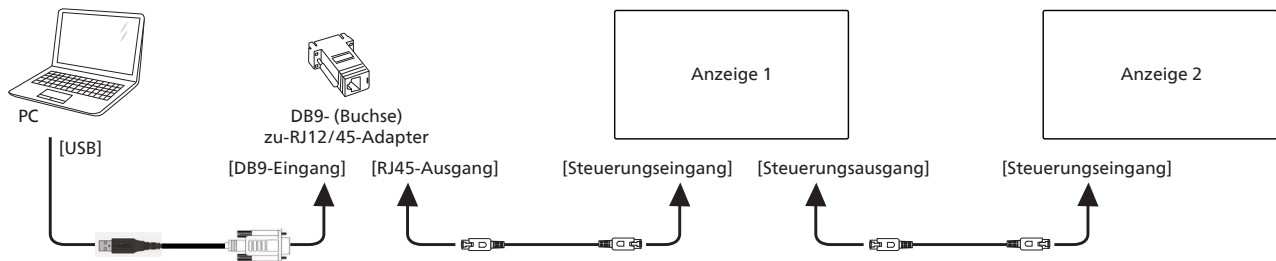 Anzeige 1
Anzeige 2
PC
DB9- (Buchse)
zu-RJ12/45-Adapter
[USB]
[DB9-Eingang]
[RJ45-Ausgang]
[Steuerungseingang]
[Steuerungsausgang]
[Steuerungseingang]